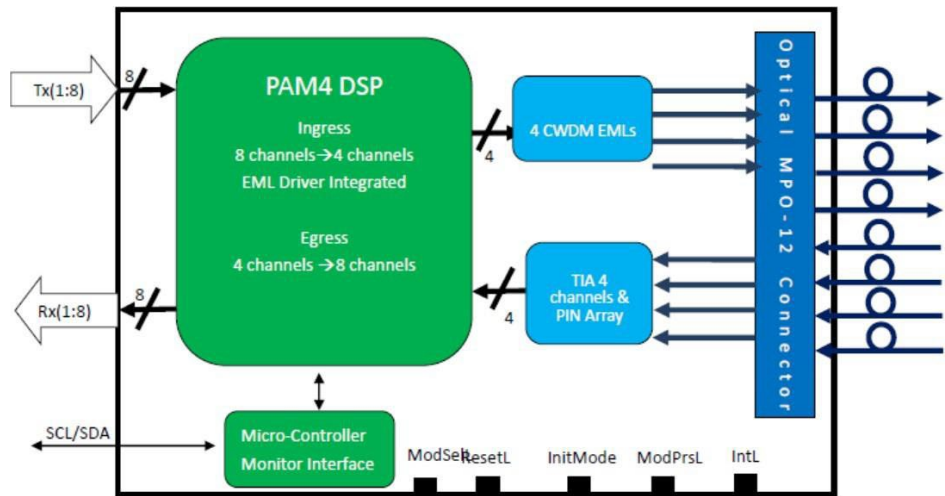 Tx(1:8)
8
PAM4 DSP
Ingress
8 channels→4 channels
EML Driver Integrated
Egress
4 channels →8 channels
4
4 CWDM EMLs
Optical MPO-12 Connector
Rx(1:8)
8
4
TIA 4
channels &
PIN Array
SCL/SDA
Micro-Controller
Monitor Interface
ModSelL
ResetL
InitMode
ModPrsL
IntL